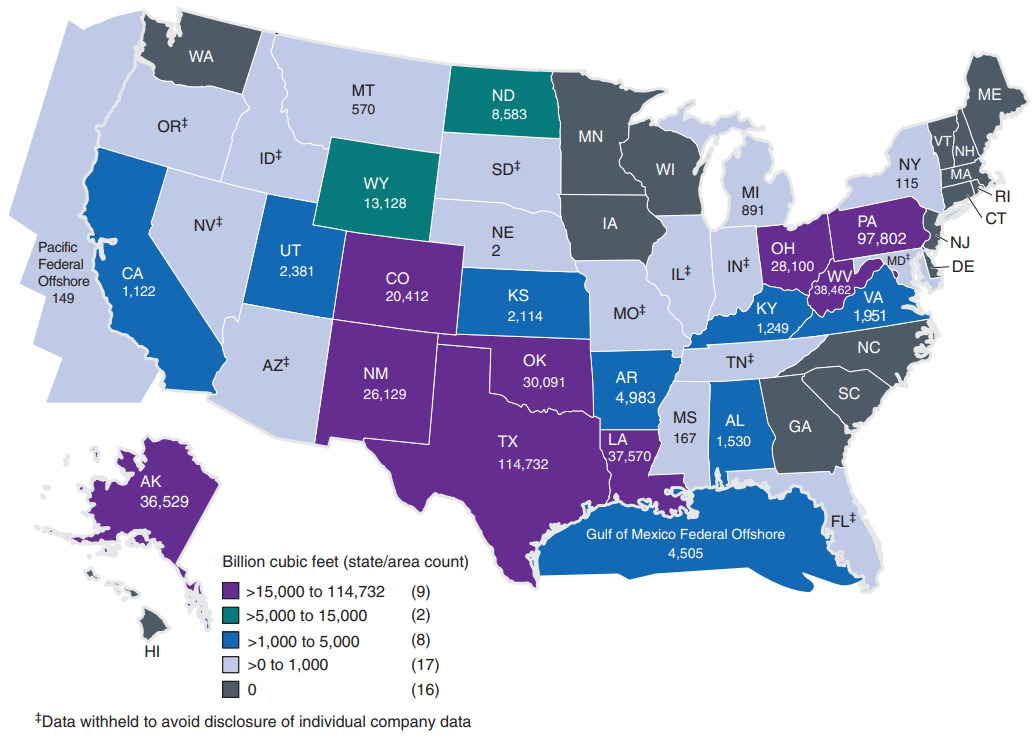 WA
MT
570
ND
8,583
MN
ME
OR‡
ID‡
SD‡
WI
VT
NH
NY
115
MA
RI
CT
WY
13,128
MI
891
NV‡
NE
2
IA
PA
97,802
NJ
Pacific
Federal
Offshore
149
CA
1,122
UT
2,381
CO
20,412
IL‡
IN‡
OH
28,100
MD‡
DE
WV
38,462
VA
1,951
KS
2,114
MO‡
KY
1,249
AZ‡
NM
26,129
OK
30,091
AR
4,983
TN‡
NC
SC
MS
167
AL
1,530
GA
TX
114,732
LA
37,570
FL‡
AK
36,529
Gulf of Mexico Federal Offshore
4,505
HI
Billion cubic feet (state/area count)
>15,000 to 114,732 (9)
>5,000 to 15,000 (2)
>1,000 to 5,000 (8)
>0 to 1,000 (17)
0 (16)
‡Data withheld to avoid disclosure of individual company data